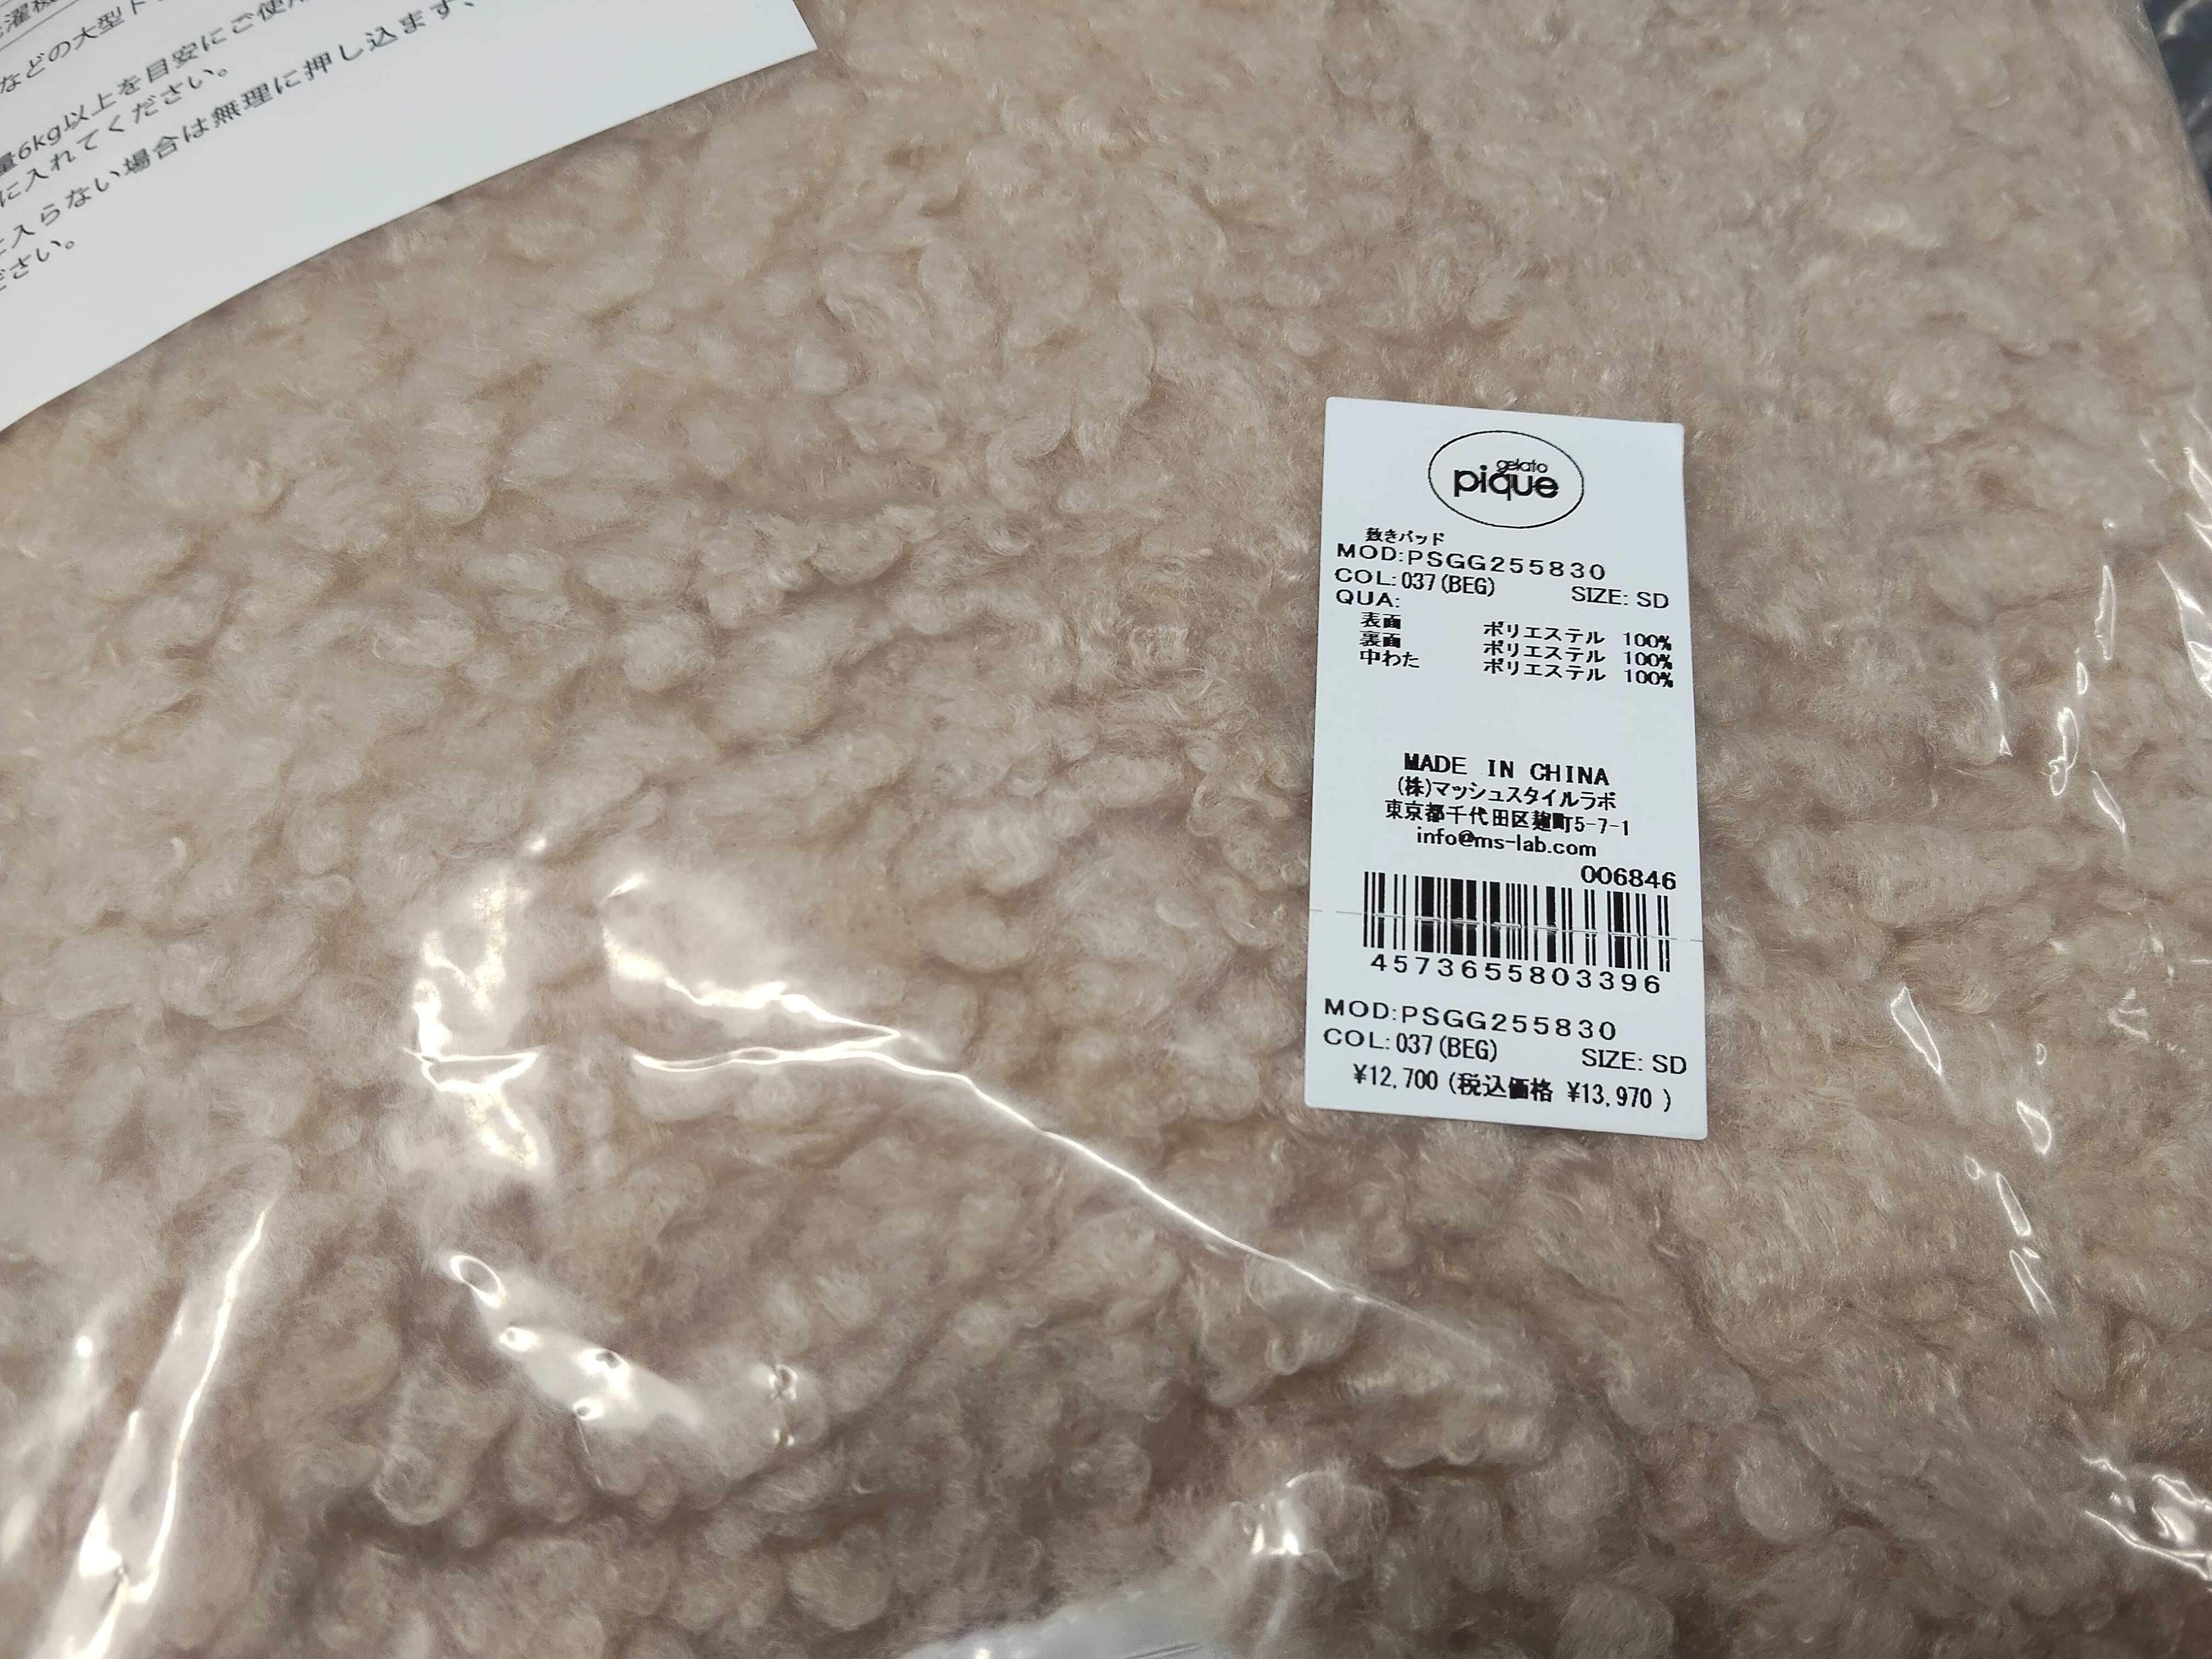 などの大型ド
量6kg以上を目安にご使用
に入れてください。
に入らない場合は無理に押し込まず、
ださい。
gelato
pique
敷きパッド
MOD:PSGG255830
COL:037(BEG) SIZE: SD
QUA:
表面 ポリエステル 100%
裏面 ポリエステル 100%
中わた ポリエステル 100%
MADE IN CHINA
(株)マッシュスタイルラボ
東京都千代田区麹町5-7-1
info@ms-lab.com
006846
4573655803396
MOD:PSGG255830
COL:037(BEG) SIZE: SD
¥12,700 (税込価格 ¥13,970 )